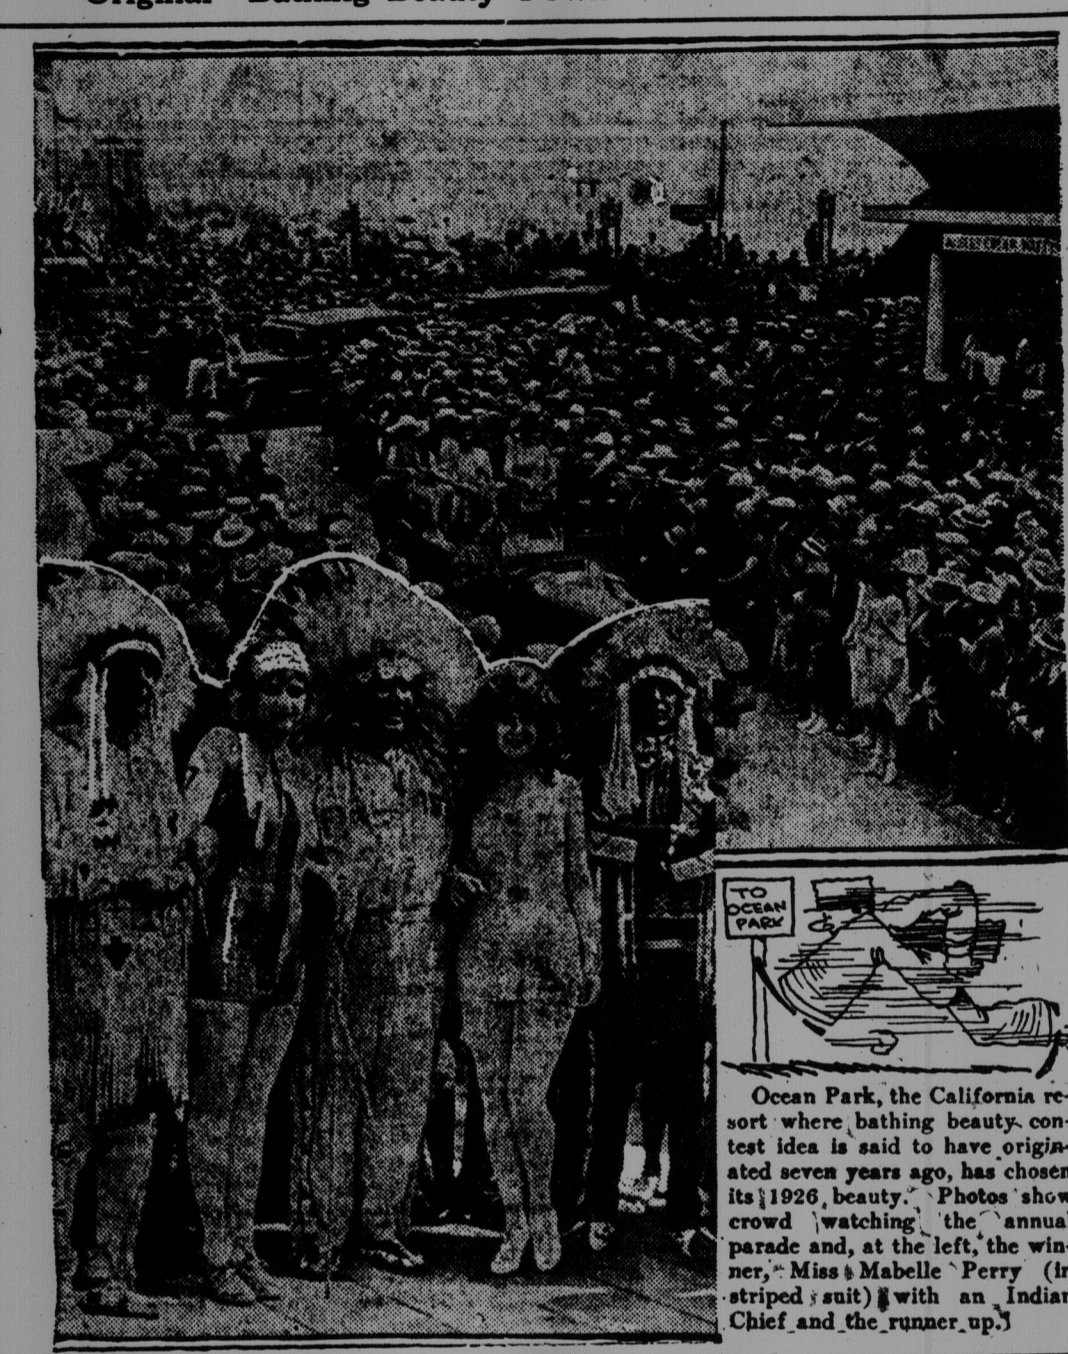 TO
OCEAN
PARK
Ocean Park, the California re-
sort where bathing beauty con-
test idea is said to have origin-
ated seven years ago, has chosen
its 1926 beauty. Photos show
crowd watching the annual
parade and, at the left, the win-
ner, Miss Mabelle Perry (in
striped suit) with an Indian
Chief and the runner up.